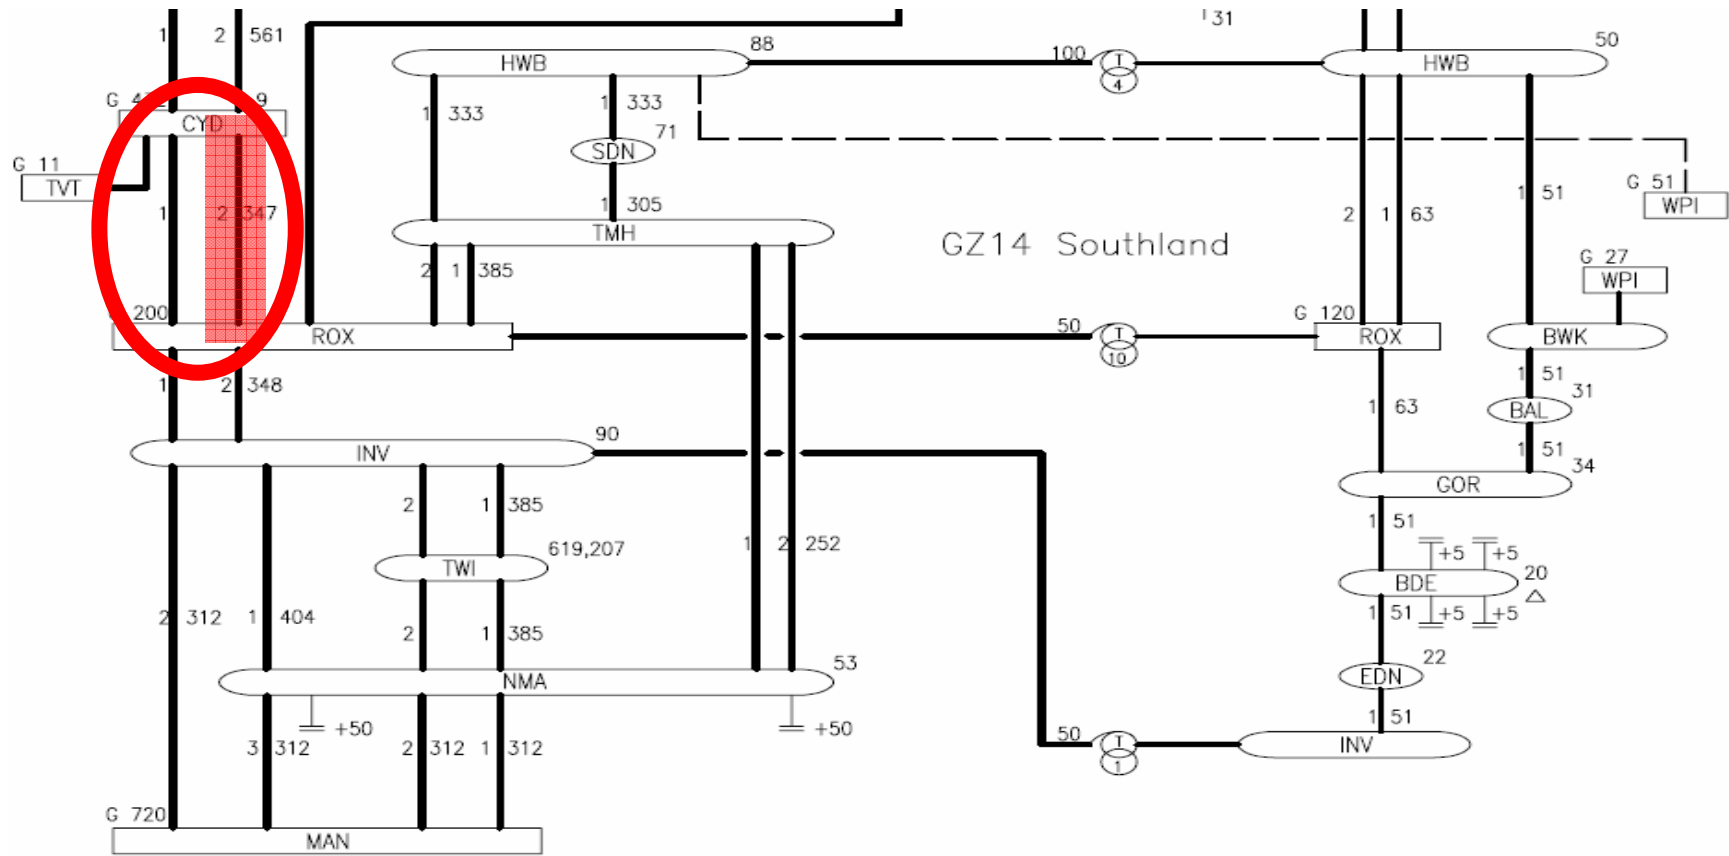 1 2 561
31
HWB 88
100 T 4
HWB 50
G 9
CYD
1 333
1 333
SDN 71
G 11
TVT
1 2 347
1 305
TMH
GZ14 Southland
2 1 63
1 51
G 51
WPI
2 1 385
G 27
WPI
200
ROX
50 T 10
G 120
ROX
BWK
1 2 348
1 63
1 51
BAL 31
INV 90
1 51
GOR 34
2 1 385
1 2 252
1 51
TWI 619,207
+5 +5
BDE 20
2 312 1 404
2 1 385
1 51 +5 +5
NMA 53
EDN 22
+50 +50
1 51
3 312 2 312 1 312
50 T 1
INV
G 720
MAN